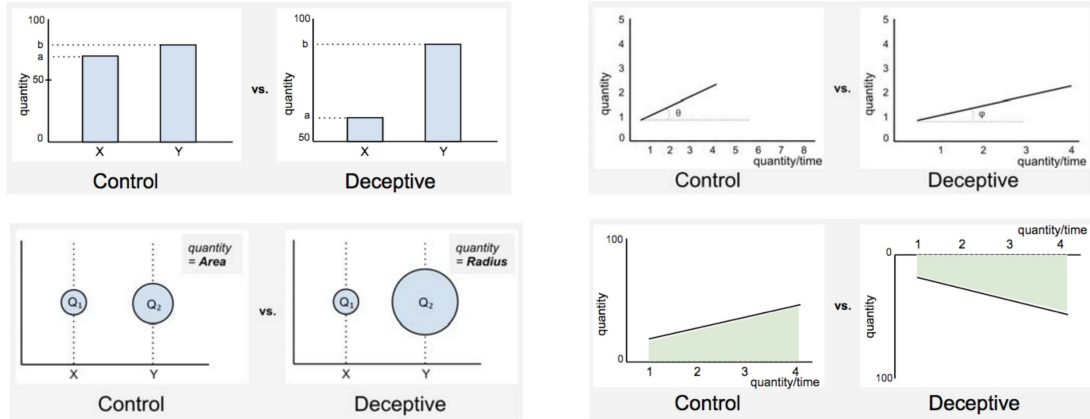 100
b
a
50
0
quantity
X
Y
Control
vs.
100
b
a
50
quantity
X
Y
Deceptive
5
4
3
2
1
0
quantity
θ
1 2 3 4 5 6 7 8
quantity/time
Control
vs.
5
4
3
2
1
0
quantity
φ
1 2 3 4
quantity/time
Deceptive
quantity
= Area
Q₁
Q₂
X
Y
Control
vs.
quantity
= Radius
Q₁
Q₂
X
Y
Deceptive
100
0
quantity
1 2 3 4
quantity/time
Control
vs.
quantity/time
1 2 3 4
0
100
quantity
Deceptive